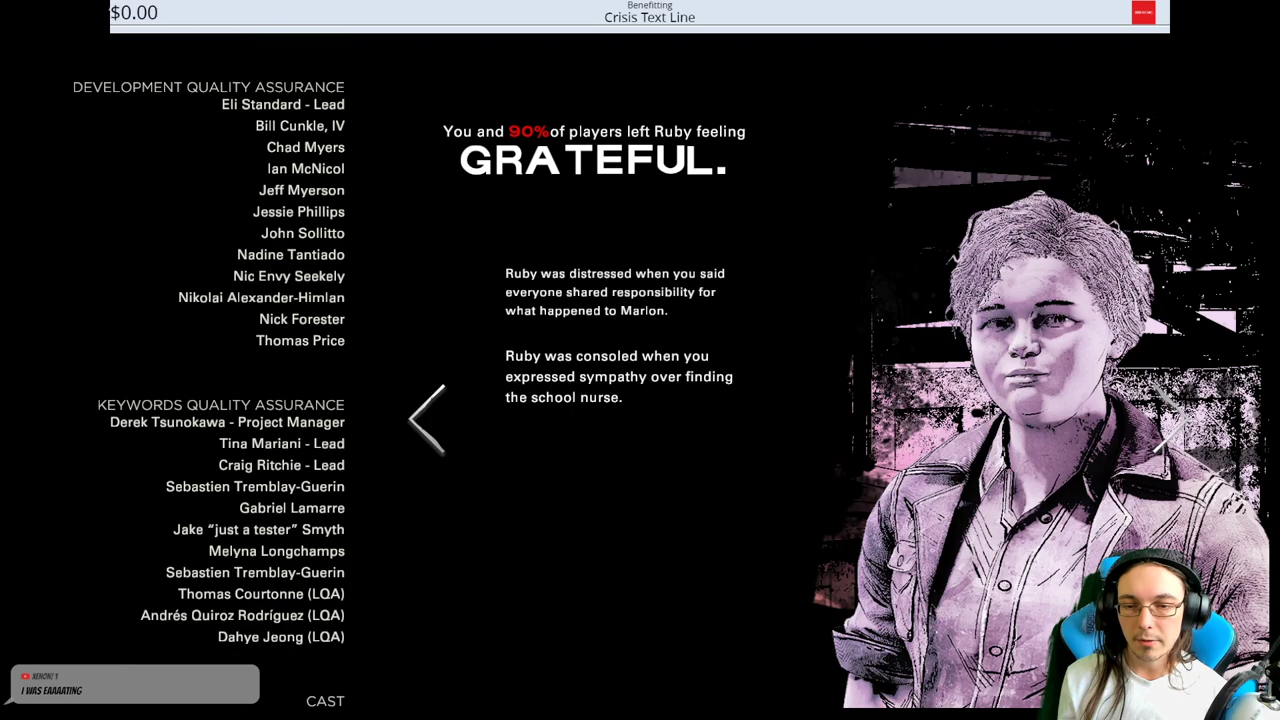 $0.00
Benefitting
Crisis Text Line
DEVELOPMENT QUALITY ASSURANCE
Eli Standard - Lead
Bill Cunkle, IV
Chad Myers
Ian McNicol
Jeff Myerson
Jessie Phillips
John Sollitto
Nadine Tantiado
Nic Envy Seekely
Nikolai Alexander-Himlan
Nick Forester
Thomas Price
KEYWORDS QUALITY ASSURANCE
Derek Tsunokawa - Project Manager
Tina Mariani - Lead
Craig Ritchie - Lead
Sebastien Tremblay-Guerin
Gabriel Lamarre
Jake “just a tester” Smyth
Melyna Longchamps
Sebastien Tremblay-Guerin
Thomas Courtonne (LQA)
Andrés Quiroz Rodríguez (LQA)
Dahye Jeong (LQA)
CAST
You and 90%of players left Ruby feeling
GRATEFUL.
Ruby was distressed when you said
everyone shared responsibility for
what happened to Marlon.
Ruby was consoled when you
expressed sympathy over finding
the school nurse.
XENON! 1
I WAS EAAAATING